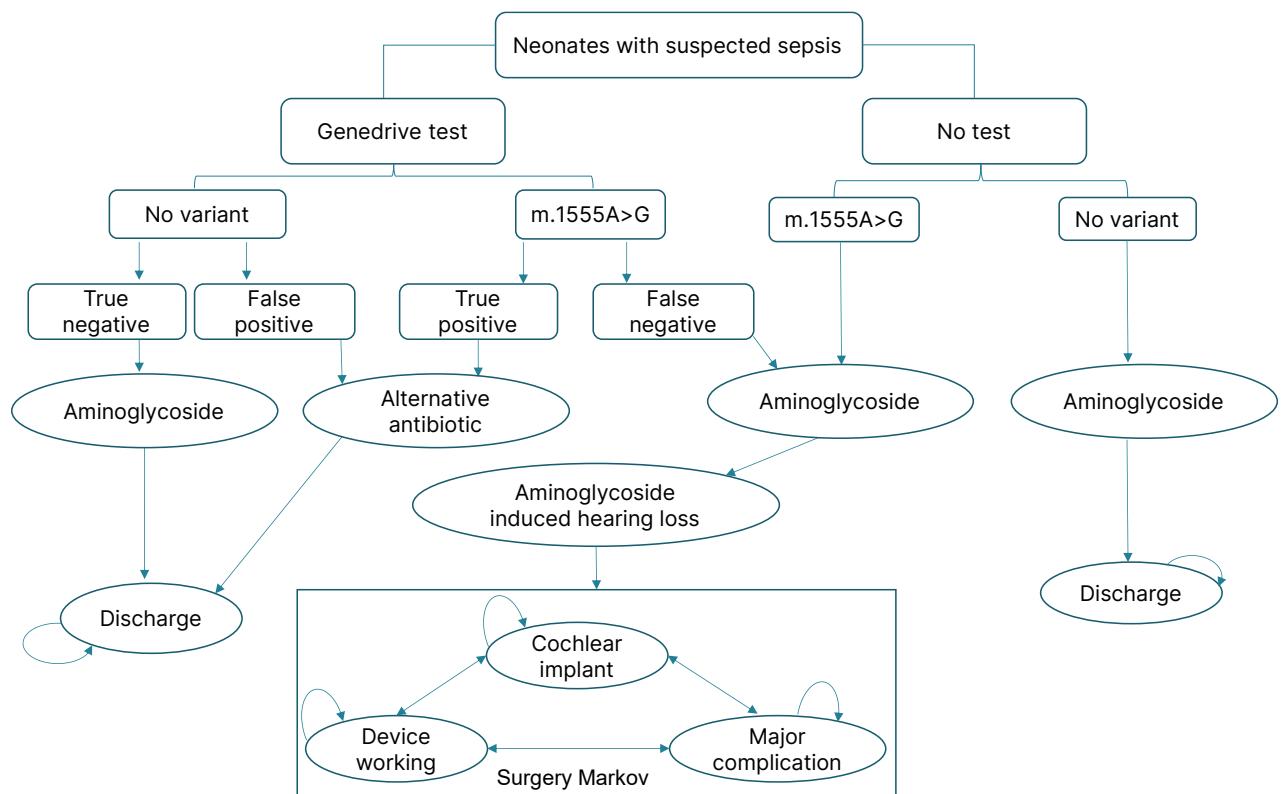 Neonates with suspected sepsis
Genedrive test
No test
No variant
m.1555A>G
m.1555A>G
No variant
True
negative
False
positive
True
positive
False
negative
Aminoglycoside
Alternative
antibiotic
Aminoglycoside
Aminoglycoside
Aminoglycoside
induced hearing loss
Discharge
Discharge
Cochlear
implant
Device
working
Major
complication
Surgery Markov